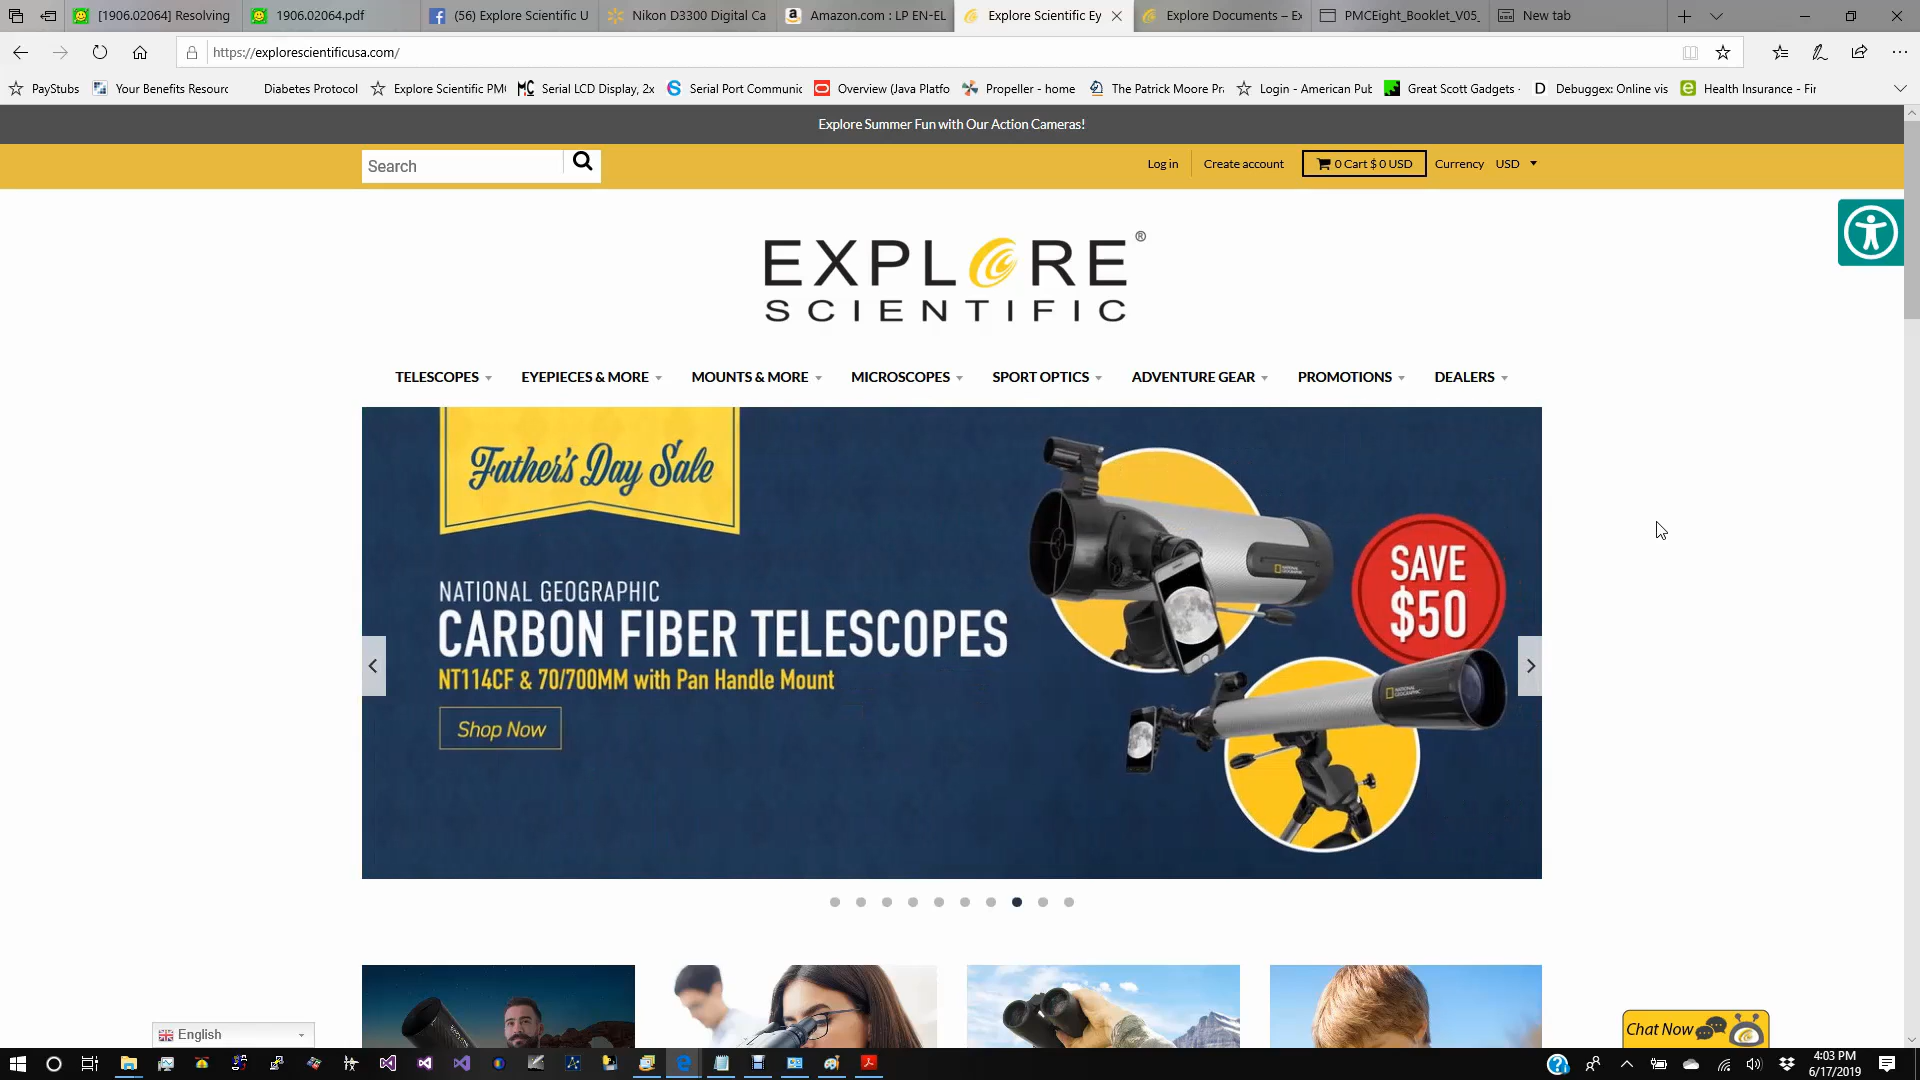 [1906.02064] Resolving
1906.02064.pdf
(56) Explore Scientific U
Nikon D3300 Digital Ca
Amazon.com : LP EN-EL
Explore Scientific Ey
Explore Documents – Ex
PMCEight_Booklet_V05_
New tab
https://explorescientificusa.com/
PayStubs
Your Benefits Resourc
Diabetes Protocol
Explore Scientific PM
Serial LCD Display, 2x
Serial Port Communic
Overview (Java Platfo
Propeller - home
The Patrick Moore Pr
Login - American Pub
Great Scott Gadgets -
Debuggex: Online vis
Health Insurance - Fir
Explore Summer Fun with Our Action Cameras!
Search
Log in
Create account
0 Cart $ 0 USD
Currency
USD
EXPLORE®
SCIENTIFIC
TELESCOPES
EYEPIECES & MORE
MOUNTS & MORE
MICROSCOPES
SPORT OPTICS
ADVENTURE GEAR
PROMOTIONS
DEALERS
Father's Day Sale
NATIONAL GEOGRAPHIC
CARBON FIBER TELESCOPES
NT114CF & 70/700MM with Pan Handle Mount
Shop Now
SAVE
$50
English
Chat Now
4:03 PM
6/17/2019